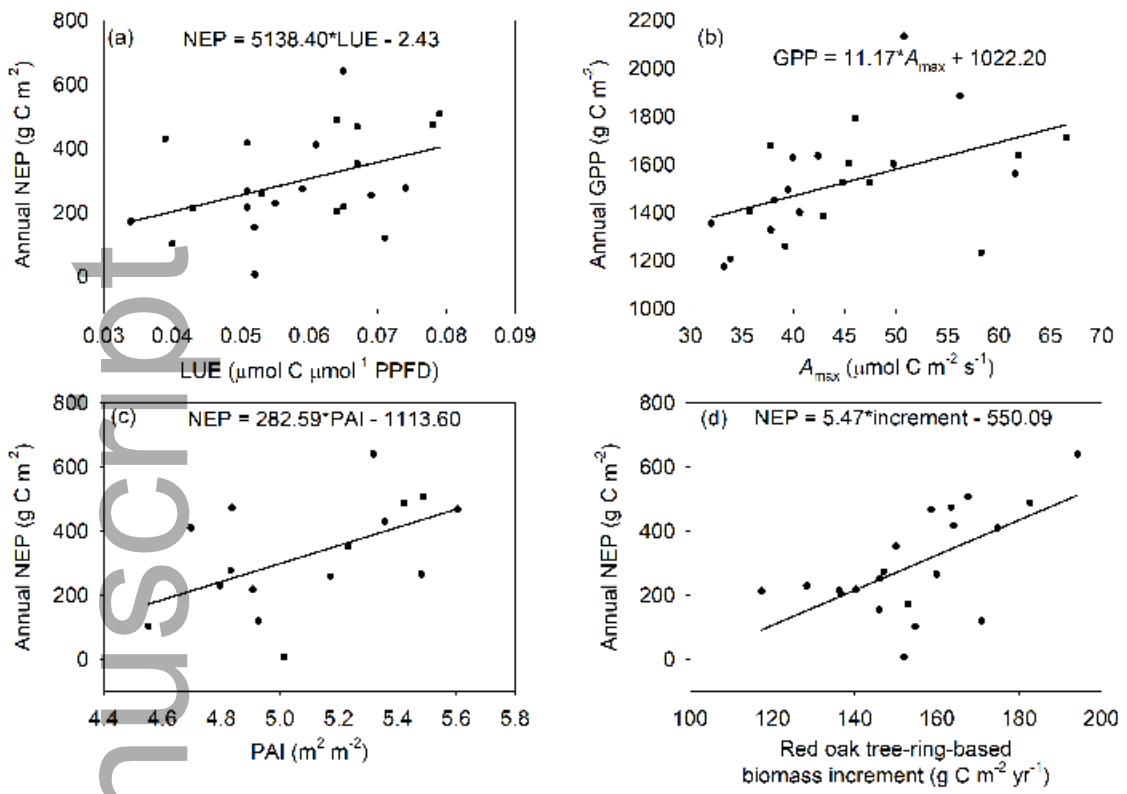 (a)
NEP = 5138.40*LUE - 2.43
800
600
400
200
0
Annual NEP (g C m⁻²)
0.03 0.04 0.05 0.06 0.07 0.08 0.09
LUE (μmol C μmol⁻¹ PPFD)
(b)
GPP = 11.17*Amax + 1022.20
2200
2000
1800
1600
1400
1200
1000
Annual GPP (g C m⁻²)
30 35 40 45 50 55 60 65 70
Amax (μmol C m⁻² s⁻¹)
(c)
NEP = 282.59*PAI - 1113.60
800
600
400
200
0
Annual NEP (g C m⁻²)
4.4 4.6 4.8 5.0 5.2 5.4 5.6 5.8
PAI (m² m⁻²)
(d)
NEP = 5.47*increment - 550.09
800
600
400
200
0
Annual NEP (g C m⁻²)
100 120 140 160 180 200
Red oak tree-ring-based
biomass increment (g C m⁻² yr⁻¹)
nuscript